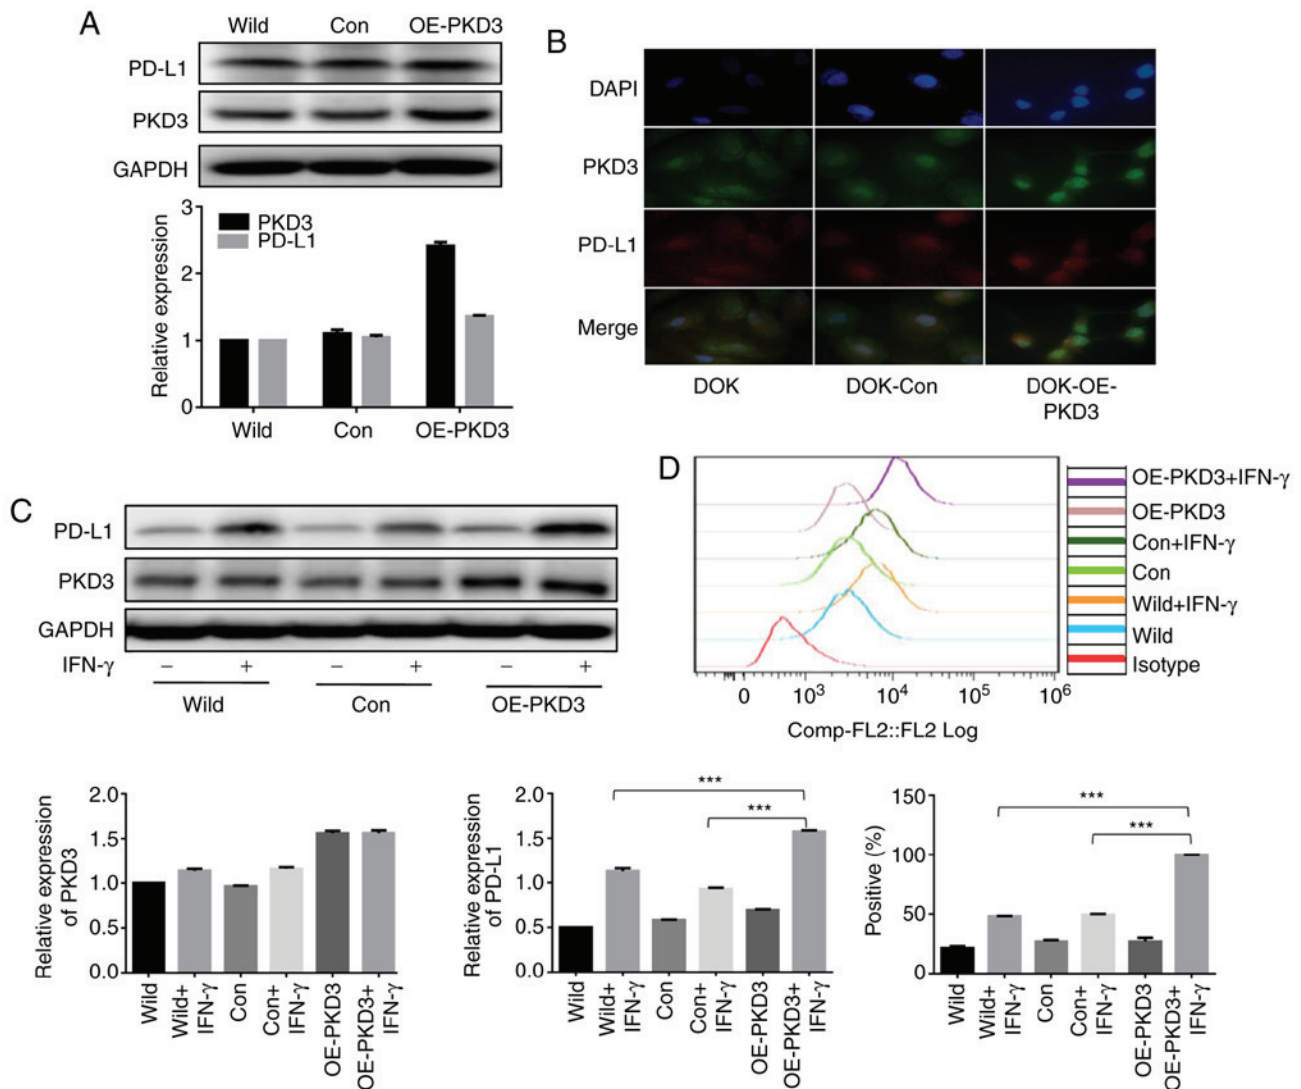 A
Wild Con OE-PKD3
PD-L1
PKD3
GAPDH
3
2
1
0
Relative expression
PKD3
PD-L1
Wild Con OE-PKD3
B
DAPI
PKD3
PD-L1
Merge
DOK DOK-Con DOK-OE-
PKD3
C
PD-L1
PKD3
GAPDH
IFN-γ – + – + – +
Wild Con OE-PKD3
D
OE-PKD3+IFN-γ
OE-PKD3
Con+IFN-γ
Con
Wild+IFN-γ
Wild
Isotype
0 10³ 10⁴ 10⁵ 10⁶
Comp-FL2::FL2 Log
Relative expression
of PKD3
2.0
1.5
1.0
0.5
0.0
Wild
Wild+
IFN-γ
Con
Con+
IFN-γ
OE-PKD3
OE-PKD3+
IFN-γ
Relative expression
of PD-L1
2.0
1.5
1.0
0.5
0.0
***
***
Wild
Wild+
IFN-γ
Con
Con+
IFN-γ
OE-PKD3
OE-PKD3+
IFN-γ
Positive (%)
150
100
50
0
***
***
Wild
Wild+
IFN-γ
Con
Con+
IFN-γ
OE-PKD3
OE-PKD3+
IFN-γ